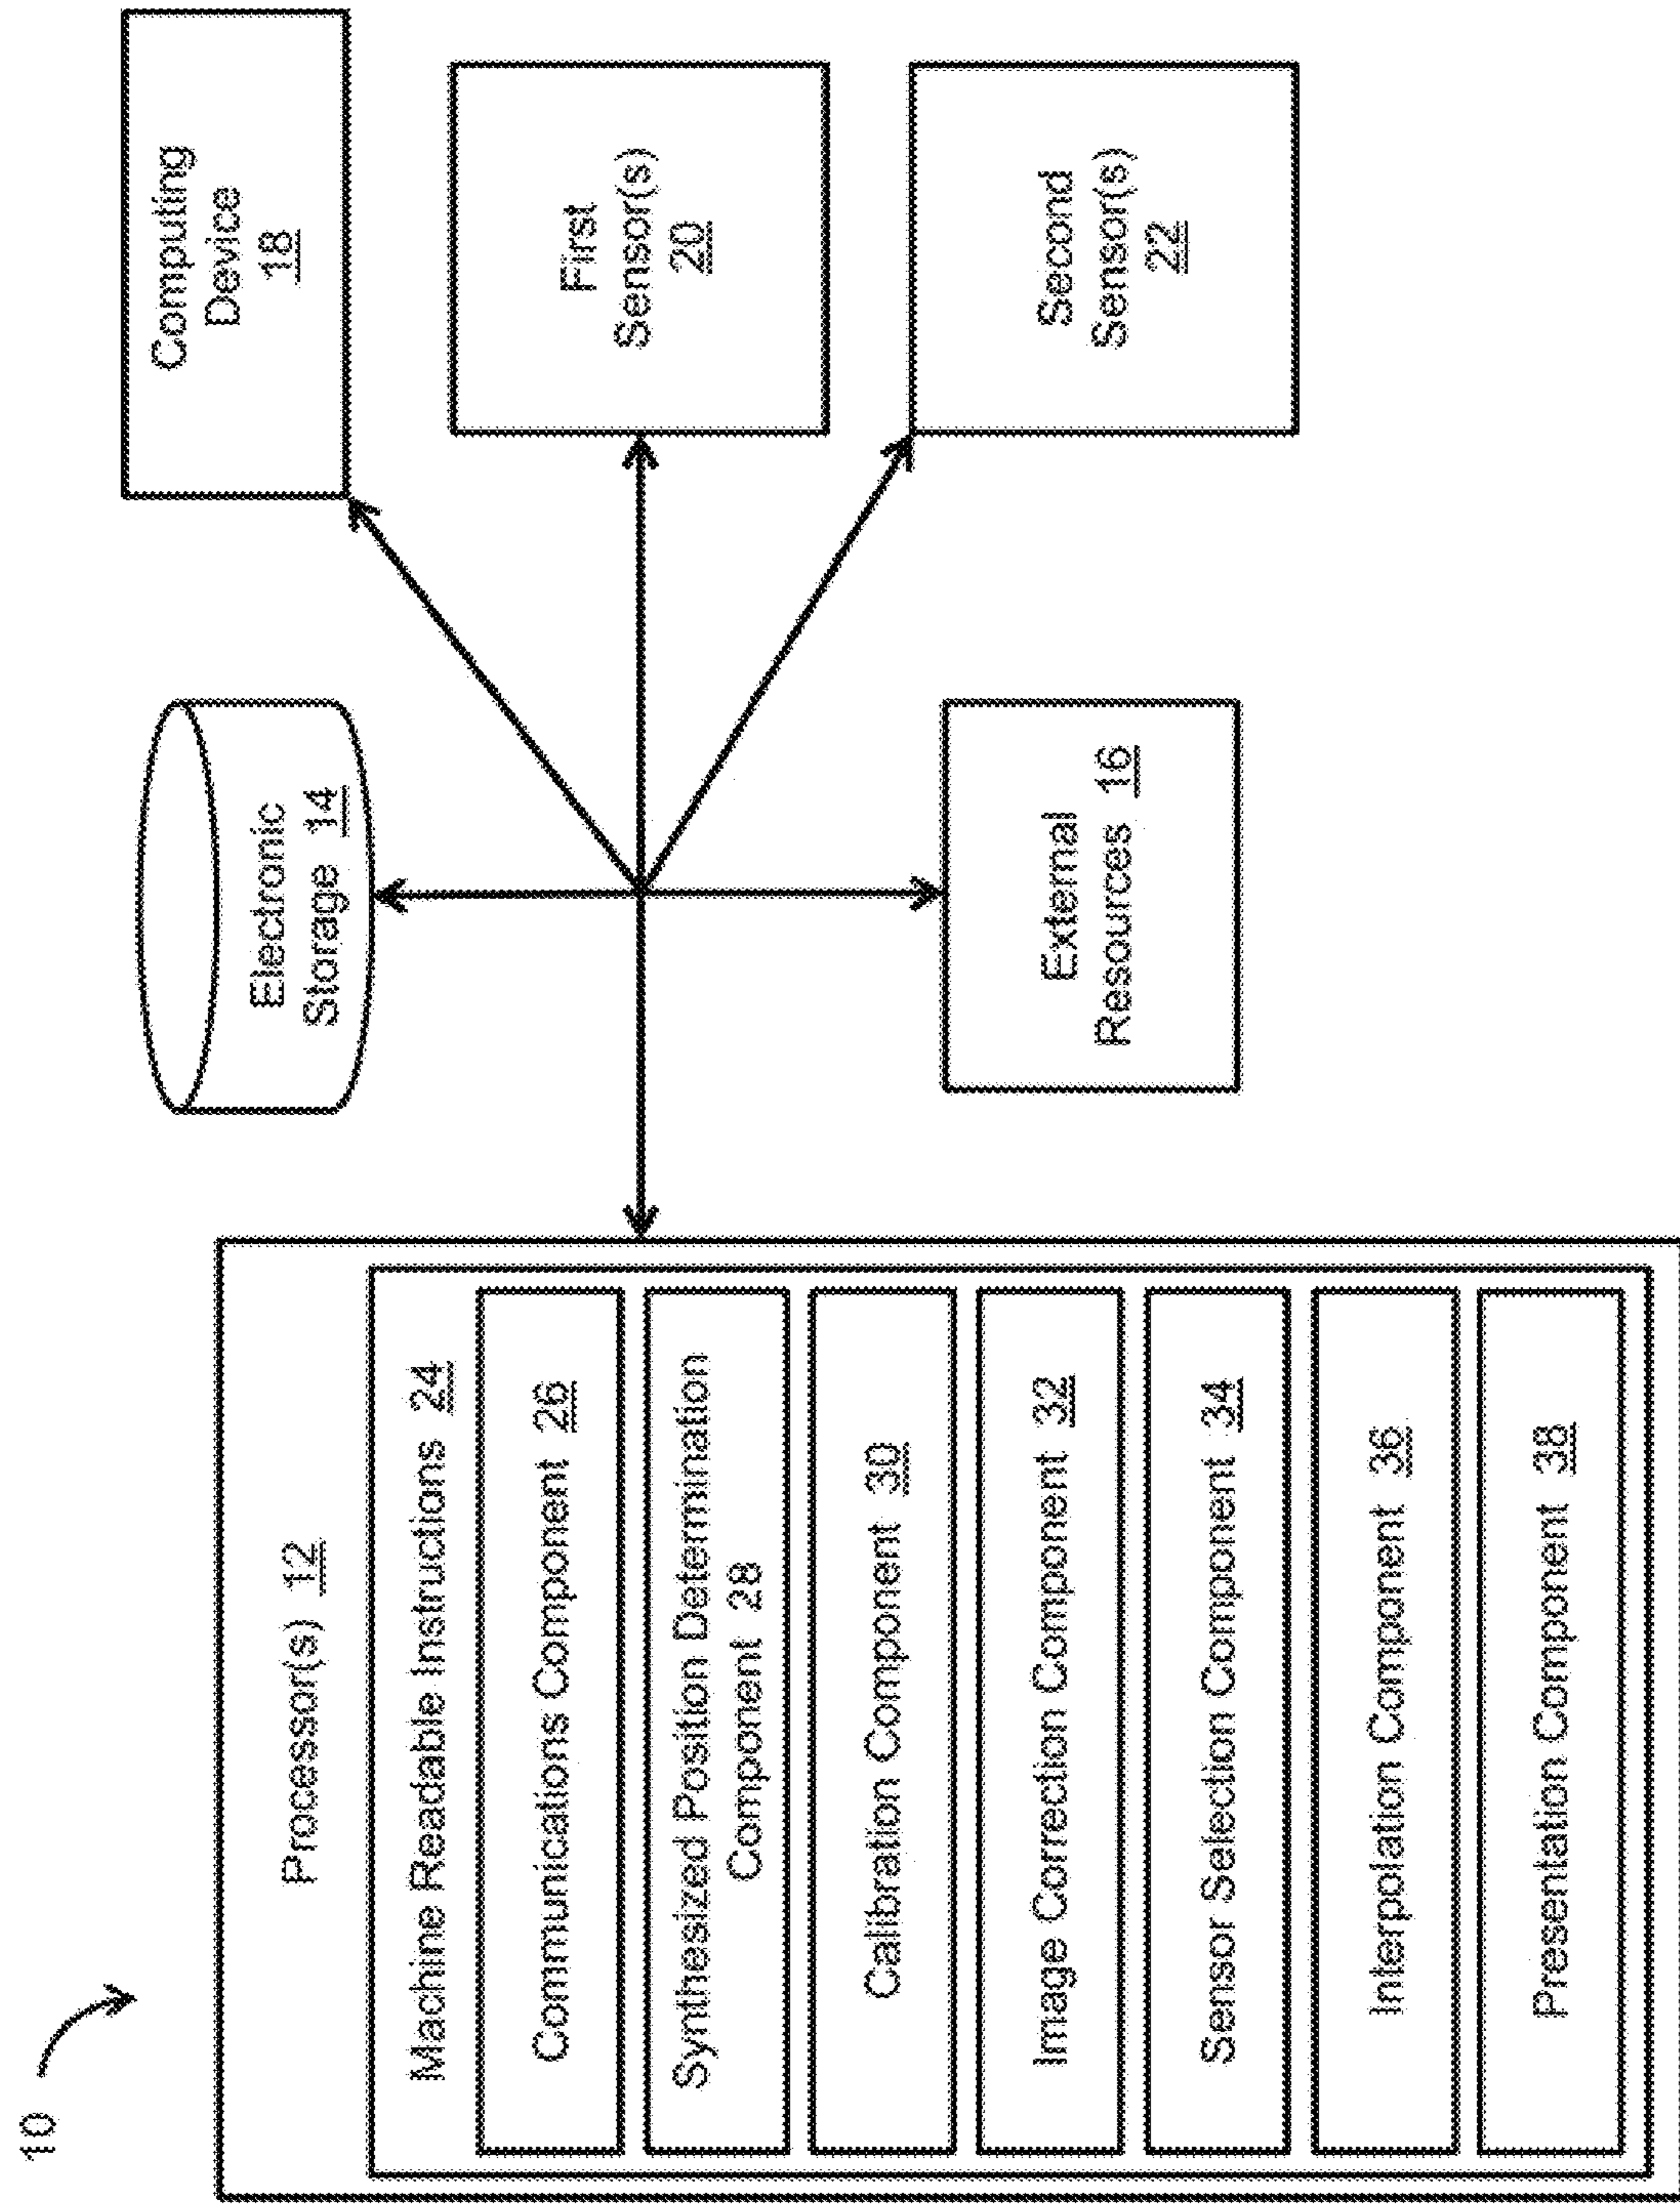 10
Processor(s) 12
Machine Readable Instructions 24
Communications Component 26
Synthesized Position Determination
Component 28
Calibration Component 30
Image Correction Component 32
Sensor Selection Component 34
Interpolation Component 36
Presentation Component 38
Electronic
Storage 14
External
Resources 16
Computing
Device
18
First
Sensor(s)
20
Second
Sensor(s)
22